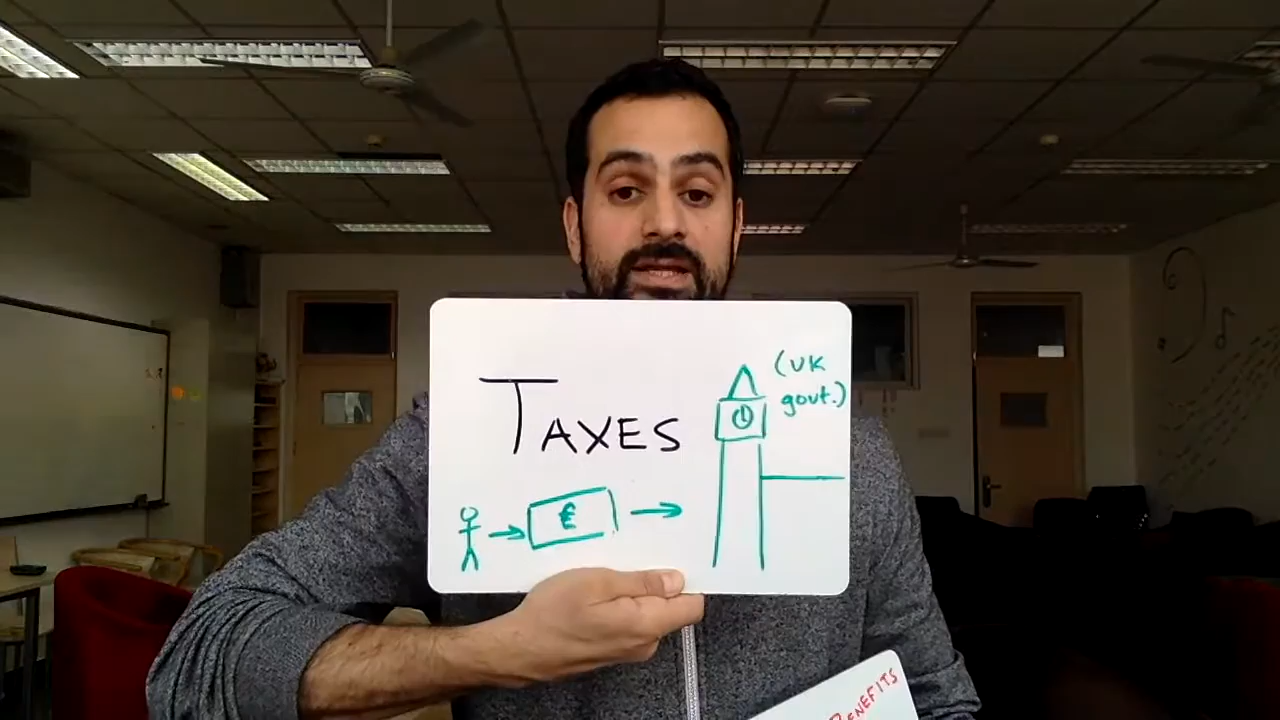 TAXES
(UK
govt.)
€
BENEFITS